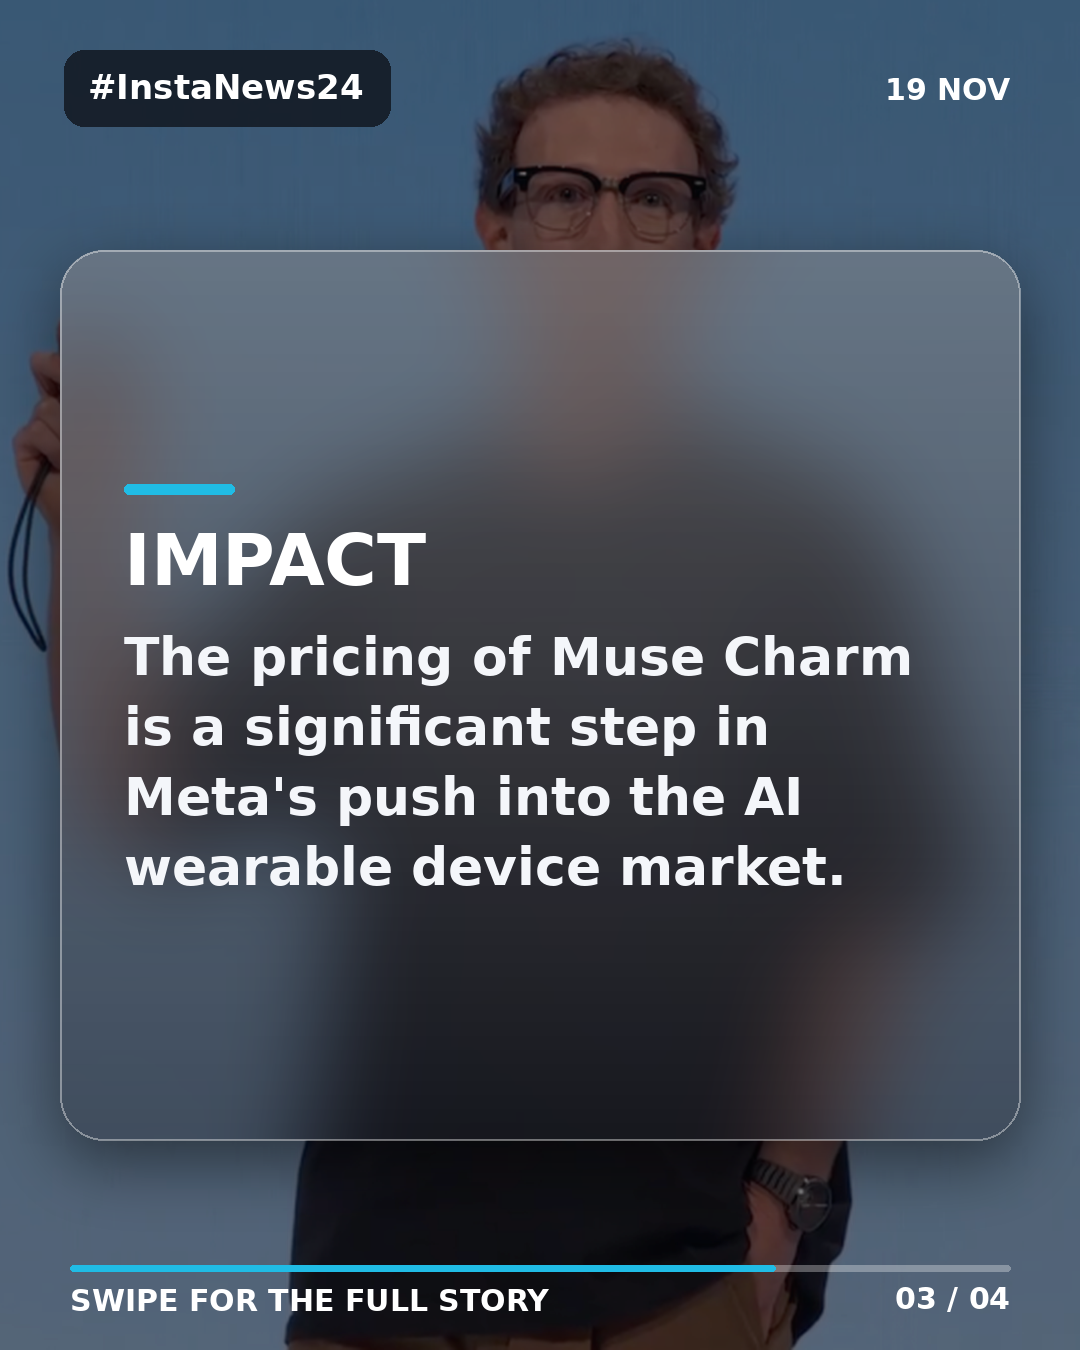 #InstaNews24
19 NOV
IMPACT
The pricing of Muse Charm
is a significant step in
Meta's push into the AI
wearable device market.
SWIPE FOR THE FULL STORY
03 / 04